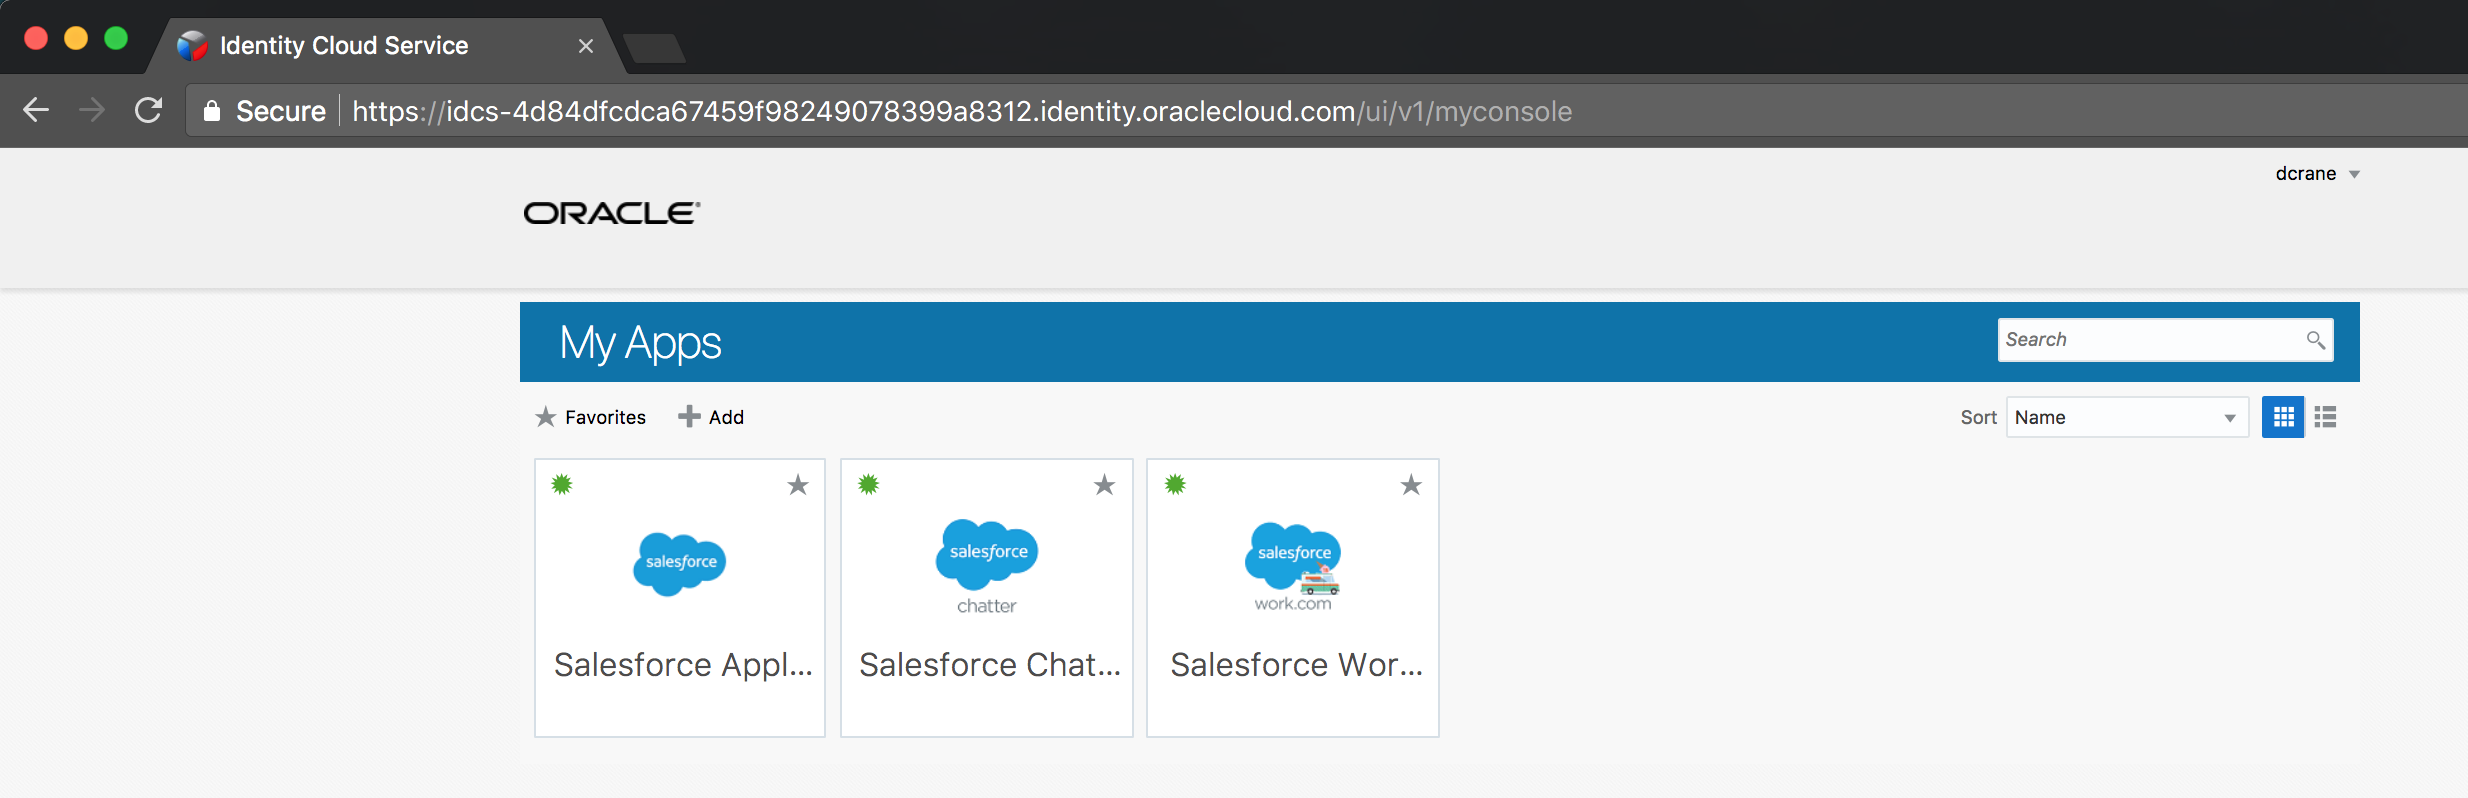 Identity Cloud Service
Secure
https://idcs-4d84dfcdca67459f98249078399a8312.identity.oraclecloud.com/ui/v1/myconsole
dcrane
ORACLE
My Apps
Search
Favorites
Add
Sort
Name
salesforce
salesforce
chatter
salesforce
work.com
Salesforce Appl...
Salesforce Chat...
Salesforce Wor...